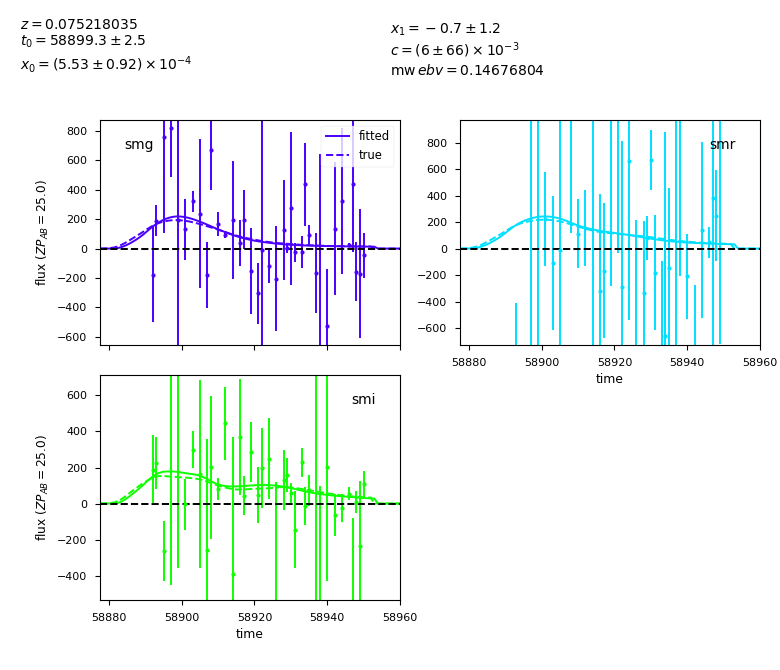 z = 0.075218035
t₀ = 58899.3 ± 2.5
x₀ = (5.53 ± 0.92) × 10⁻⁴
x₁ = −0.7 ± 1.2
c = (6 ± 66) × 10⁻³
mw ebv = 0.14676804
smg
fitted
true
800
600
400
200
0
−200
−400
−600
flux (ZP_AB = 25.0)
smr
800
600
400
200
0
−200
−400
−600
58880 58900 58920 58940 58960
time
smi
600
400
200
0
−200
−400
flux (ZP_AB = 25.0)
58880 58900 58920 58940 58960
time